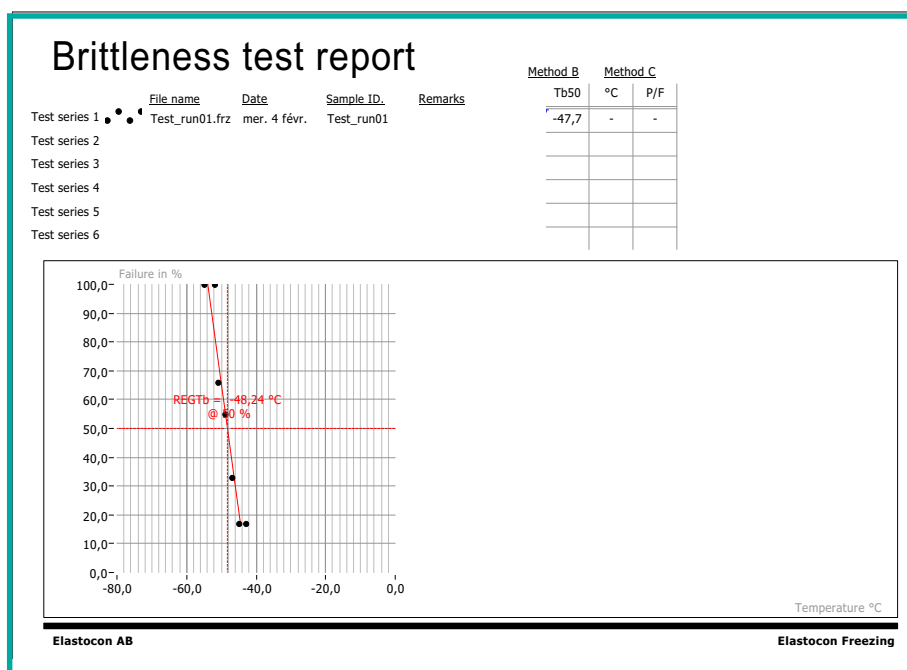 Brittleness test report
Method B Method C
File name Date Sample ID. Remarks Tb50 °C P/F
Test series 1 Test_run01.frz mer. 4 févr. Test_run01 -47,7 - -
Test series 2
Test series 3
Test series 4
Test series 5
Test series 6
Failure in %
100,0
90,0
80,0
70,0
60,0
REGTb = -48,24 °C
@ 50 %
50,0
40,0
30,0
20,0
10,0
0,0
-80,0 -60,0 -40,0 -20,0 0,0
Temperature °C
Elastocon AB Elastocon Freezing